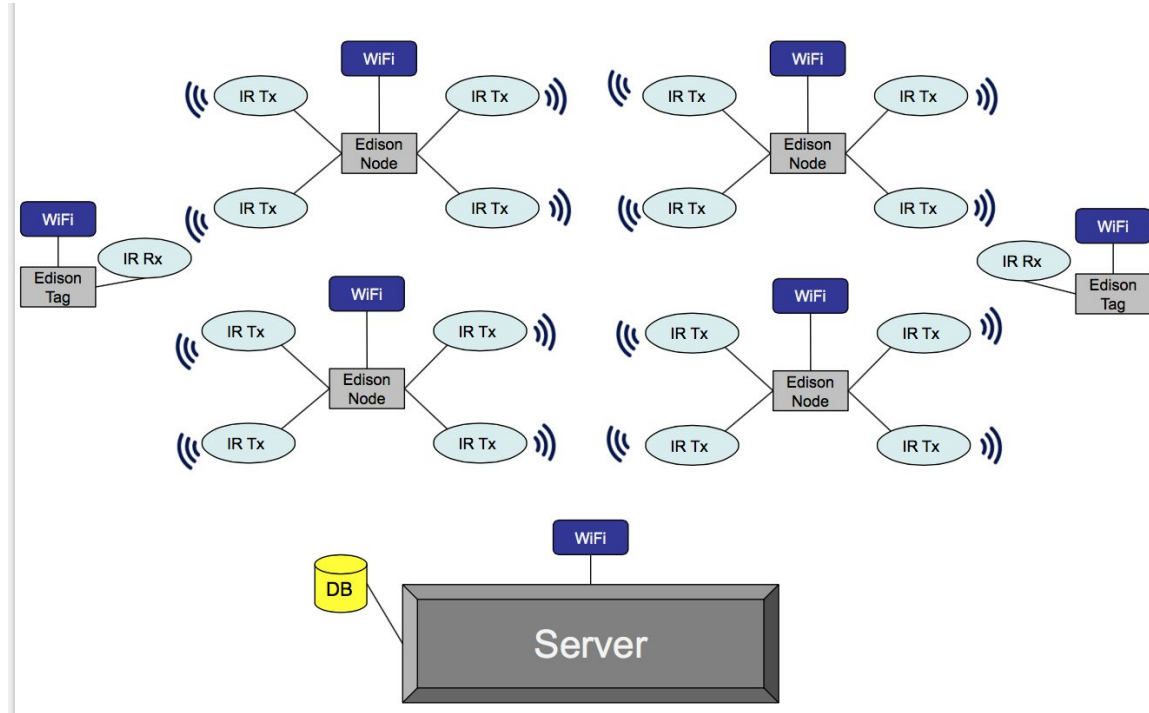 WiFi
WiFi
IR Tx
IR Tx
IR Tx
IR Tx
Edison
Node
Edison
Node
IR Tx
IR Tx
IR Tx
IR Tx
WiFi
WiFi
IR Rx
IR Rx
Edison
Tag
Edison
Tag
WiFi
WiFi
IR Tx
IR Tx
IR Tx
IR Tx
Edison
Node
Edison
Node
IR Tx
IR Tx
IR Tx
IR Tx
WiFi
DB
Server